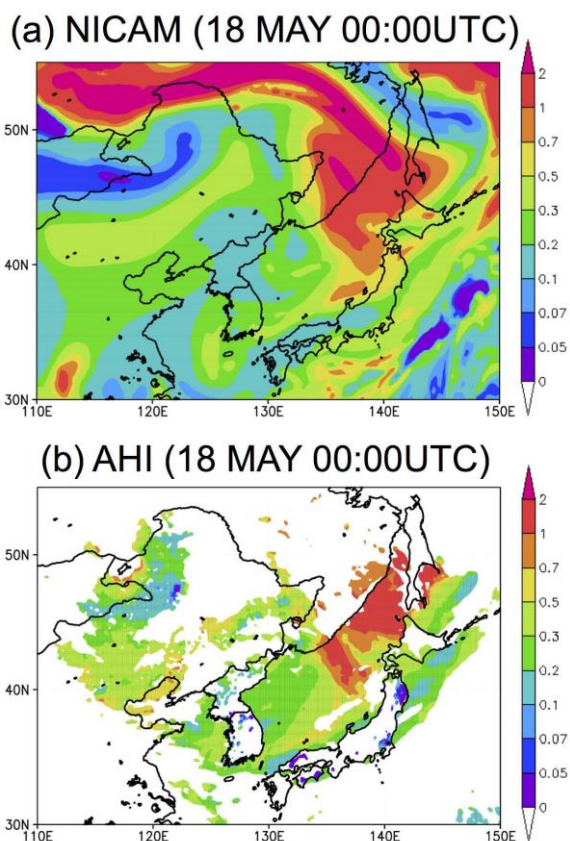 (a) NICAM (18 MAY 00:00UTC)
2
1
50N
0.7
0.5
0.3
40N
0.2
0.1
0.07
0.05
30N
0
110E 120E 130E 140E 150E
(b) AHI (18 MAY 00:00UTC)
2
1
50N
0.7
0.5
0.3
40N
0.2
0.1
0.07
0.05
30N
0
110E 120E 130E 140E 150E